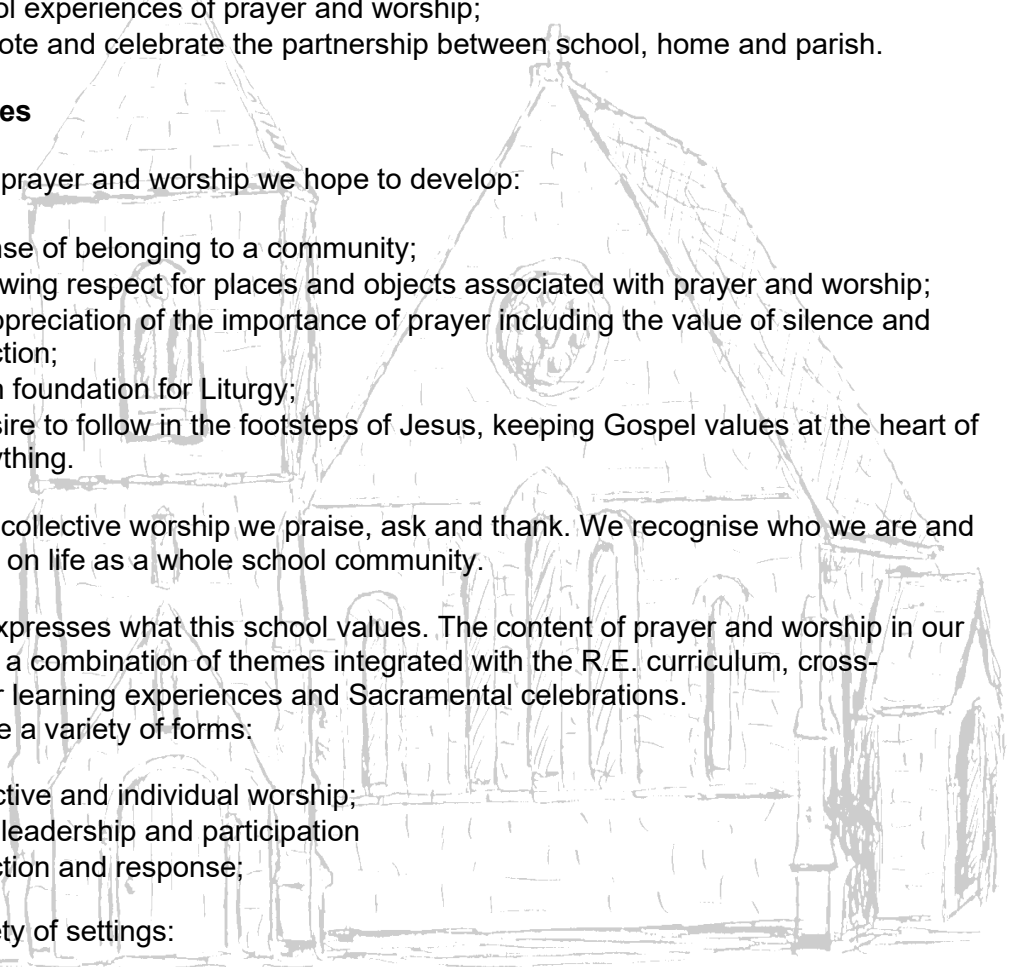 ol experiences of prayer and worship;
ote and celebrate the partnership between school, home and parish.
es
prayer and worship we hope to develop:
nse of belonging to a community;
wing respect for places and objects associated with prayer and worship;
ppreciation of the importance of prayer including the value of silence and
ction;
n foundation for Liturgy;
sire to follow in the footsteps of Jesus, keeping Gospel values at the heart of
ything.
collective worship we praise, ask and thank. We recognise who we are and
on life as a whole school community.
xpresses what this school values. The content of prayer and worship in our
a combination of themes integrated with the R.E. curriculum, cross-
r learning experiences and Sacramental celebrations.
e a variety of forms:
ctive and individual worship;
leadership and participation
ction and response;
ety of settings: